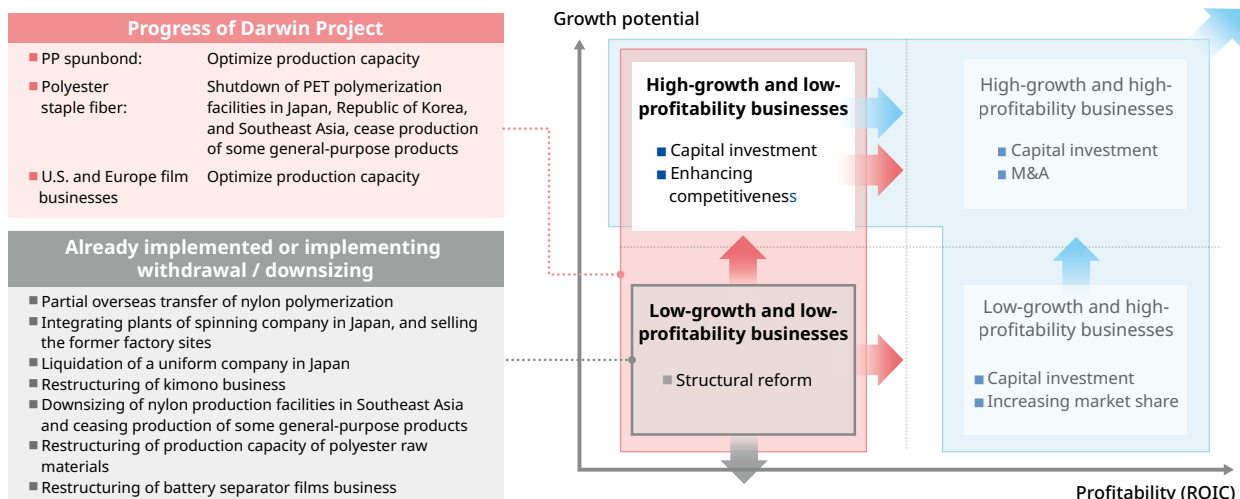 Progress of Darwin Project
■ PP spunbond: Optimize production capacity
■ Polyester staple fiber: Shutdown of PET polymerization
facilities in Japan, Republic of Korea,
and Southeast Asia, cease production
of some general-purpose products
■ U.S. and Europe film businesses Optimize production capacity
Already implemented or implementing
withdrawal / downsizing
■ Partial overseas transfer of nylon polymerization
■ Integrating plants of spinning company in Japan, and selling
the former factory sites
■ Liquidation of a uniform company in Japan
■ Restructuring of kimono business
■ Downsizing of nylon production facilities in Southeast Asia
and ceasing production of some general-purpose products
■ Restructuring of production capacity of polyester raw
materials
■ Restructuring of battery separator films business
Growth potential
High-growth and low-
profitability businesses
■ Capital investment
■ Enhancing
competitiveness
High-growth and high-
profitability businesses
■ Capital investment
■ M&A
Low-growth and low-
profitability businesses
■ Structural reform
Low-growth and high-
profitability businesses
■ Capital investment
■ Increasing market share
Profitability (ROIC)